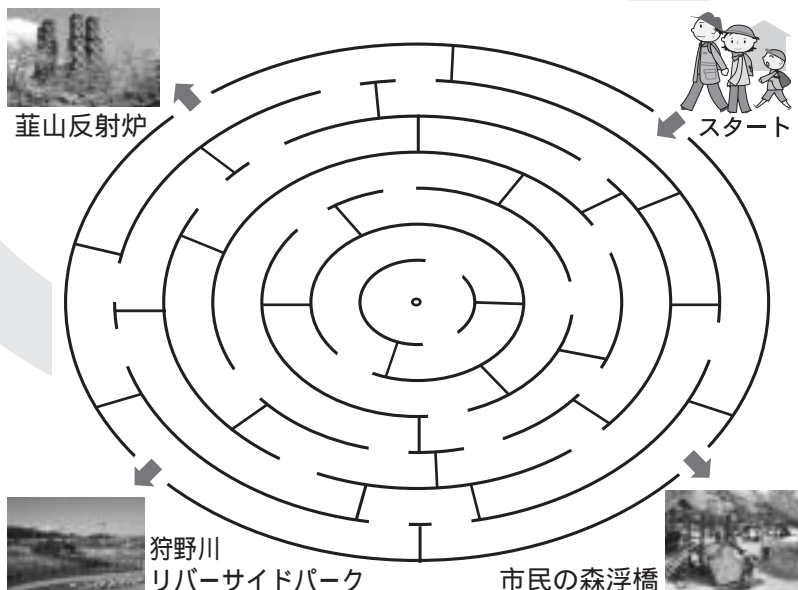 韮山反射炉
スタート
狩野川
リバーサイドパーク
市民の森浮橋